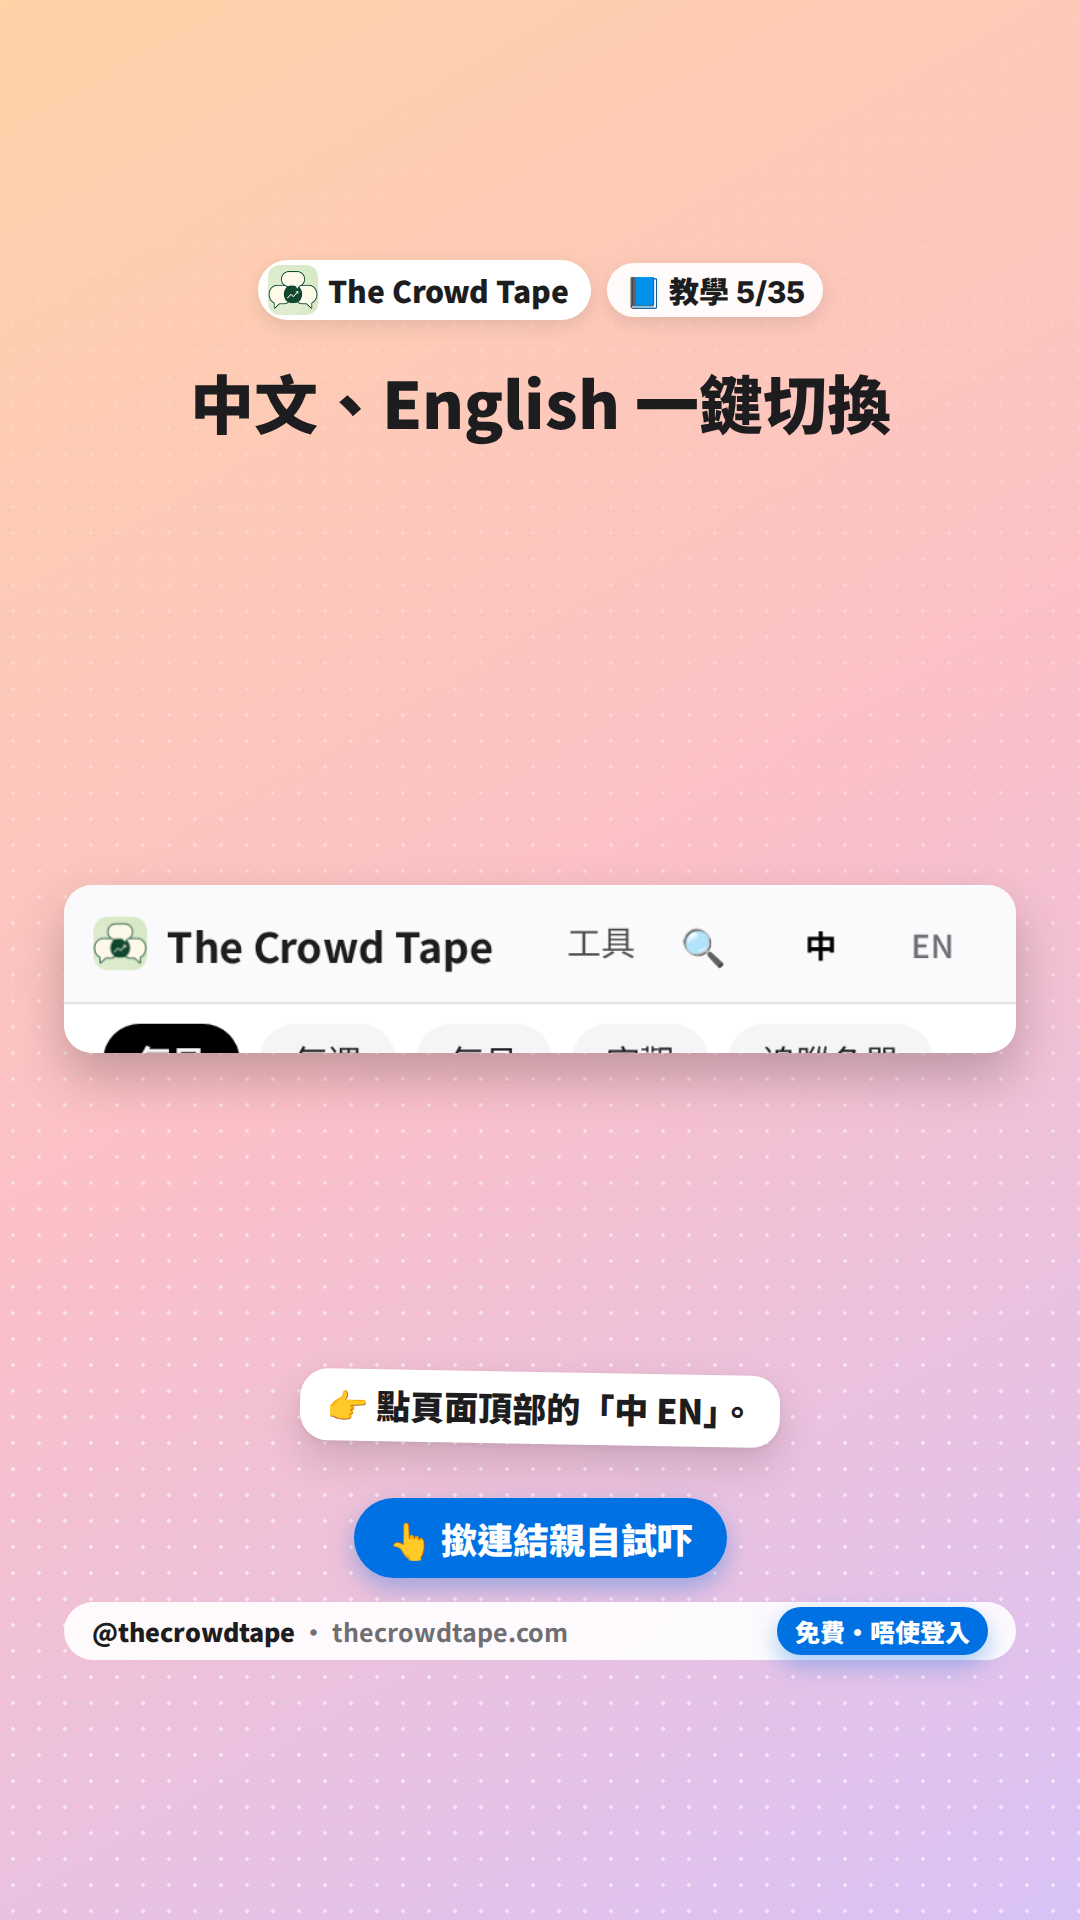 The Crowd Tape
教學 5/35
中文、English 一鍵切換
The Crowd Tape 工具 中 EN
點頁面頂部的「中 EN」。
撳連結親自試吓
@thecrowdtape · thecrowdtape.com 免費・唔使登入